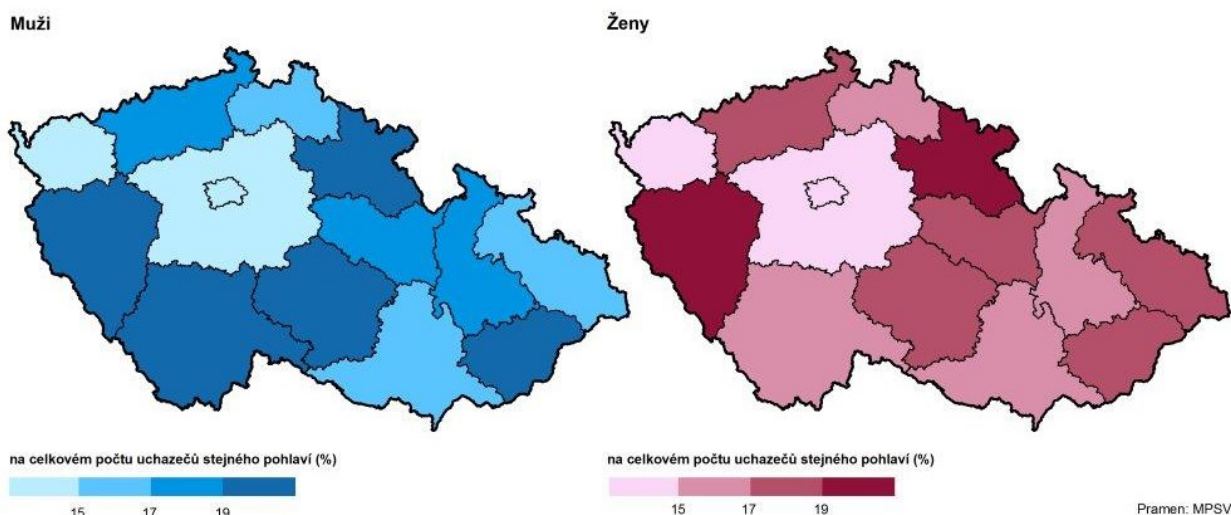 Muži
Ženy
na celkovém počtu uchazečů stejného pohlaví (%)
15 17 19
na celkovém počtu uchazečů stejného pohlaví (%)
15 17 19
Pramen: MPSV